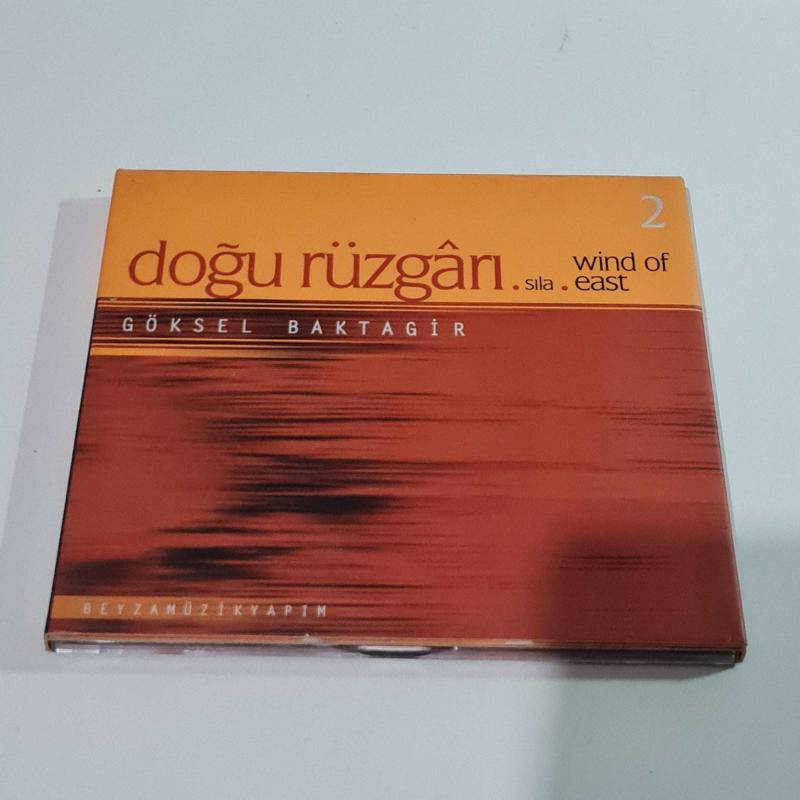 2
doğu rüzgârı . sıla . wind of east
GÖKSEL BAKTAGİR
BEYZAMÜZİKYAPIM